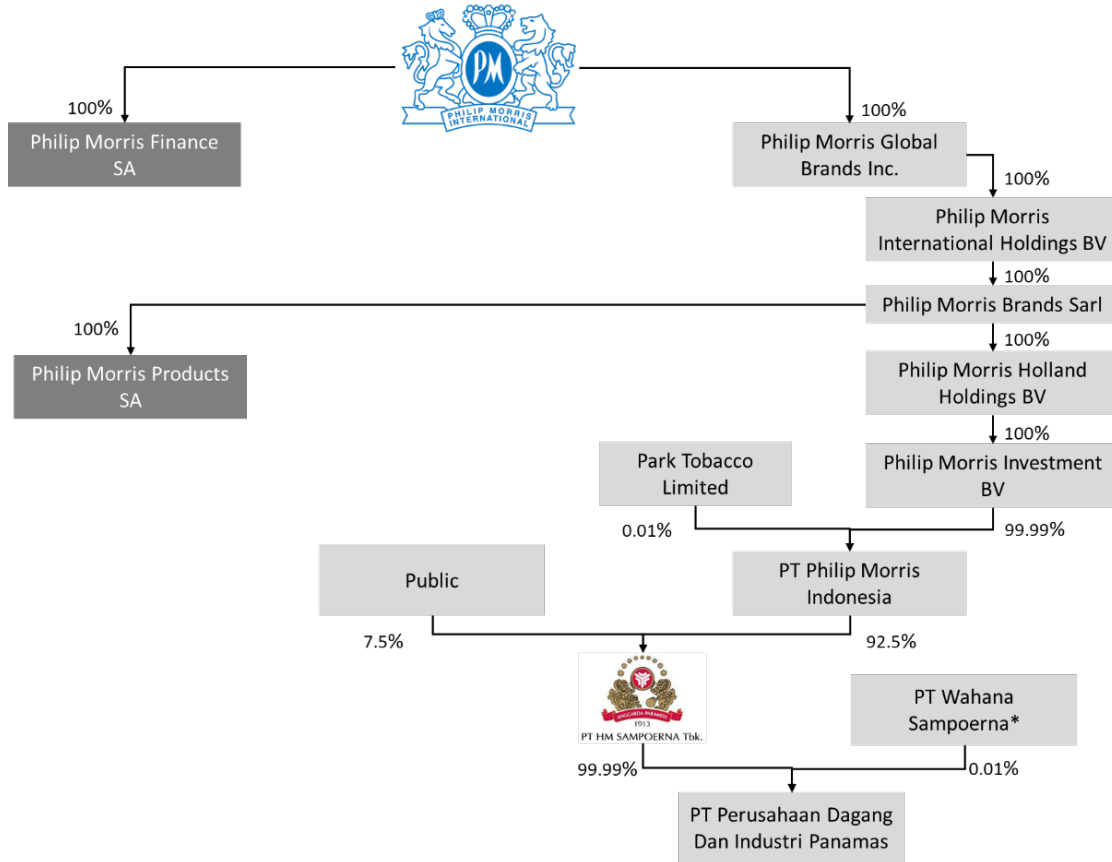 PM
PHILIP MORRIS
INTERNATIONAL
100%
100%
Philip Morris Finance
SA
Philip Morris Global
Brands Inc.
100%
Philip Morris
International Holdings BV
100%
Philip Morris Brands Sarl
100%
100%
Philip Morris Products
SA
Philip Morris Holland
Holdings BV
100%
Park Tobacco
Limited
Philip Morris Investment
BV
0.01%
99.99%
Public
PT Philip Morris
Indonesia
7.5%
92.5%
ANGGARDA PARAMITA
1913
PT HM SAMPOERNA Tbk.
PT Wahana
Sampoerna*
99.99%
0.01%
PT Perusahaan Dagang
Dan Industri Panamas